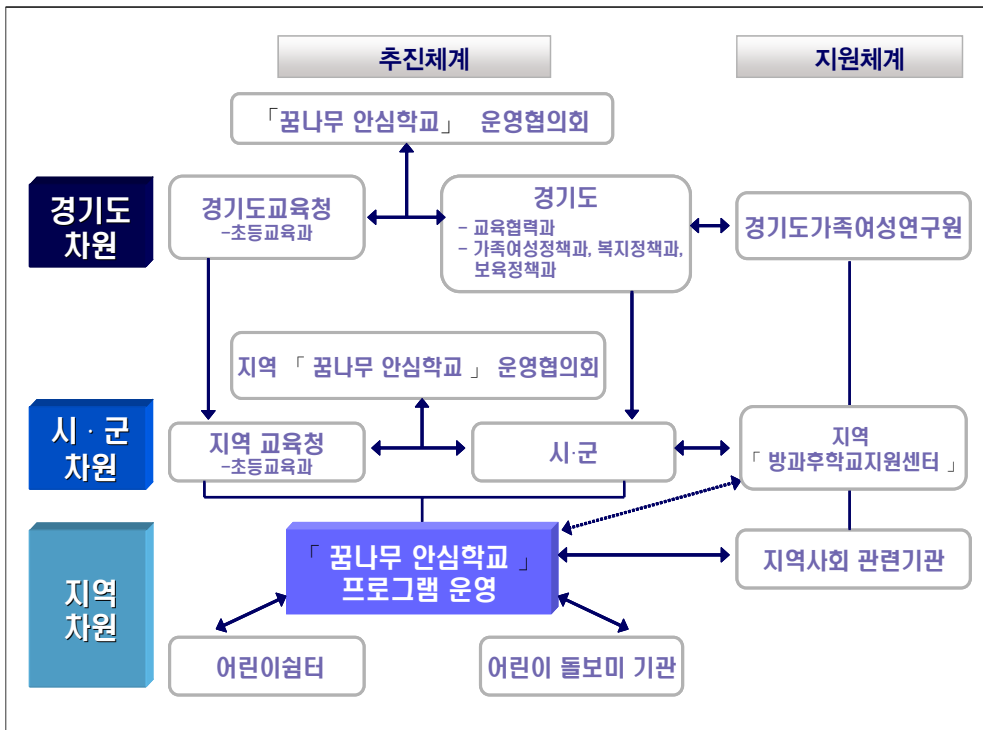 추진체계
지원체계
「꿈나무 안심학교」 운영협의회
경기도
차원
경기도교육청
-초등교육과
경기도
- 교육협력과
- 가족여성정책과, 복지정책과,
보육정책과
경기도가족여성연구원
지역 「 꿈나무 안심학교 」 운영협의회
시 · 군
차원
지역 교육청
-초등교육과
시·군
지역
「 방과후학교지원센터 」
지역
차원
「 꿈나무 안심학교 」
프로그램 운영
지역사회 관련기관
어린이쉼터
어린이 돌보미 기관